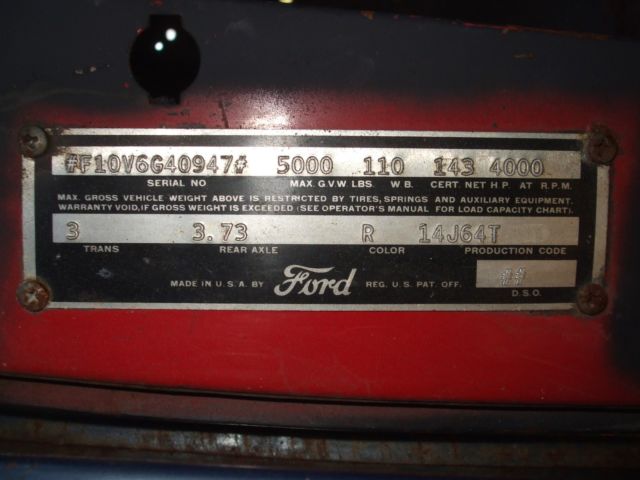 #F10V6G40947# 5000 110 143 4000
SERIAL NO MAX. G.V.W. LBS. W.B. CERT. NET H.P. AT R.P.M.
MAX. GROSS VEHICLE WEIGHT ABOVE IS RESTRICTED BY TIRES, SPRINGS AND AUXILIARY EQUIPMENT.
WARRANTY VOID, IF GROSS WEIGHT IS EXCEEDED (SEE OPERATOR'S MANUAL FOR LOAD CAPACITY CHART).
3 3.73 R 14J64T
TRANS REAR AXLE COLOR PRODUCTION CODE
MADE IN U.S.A. BY Ford REG. U.S. PAT. OFF.
D.S.O.